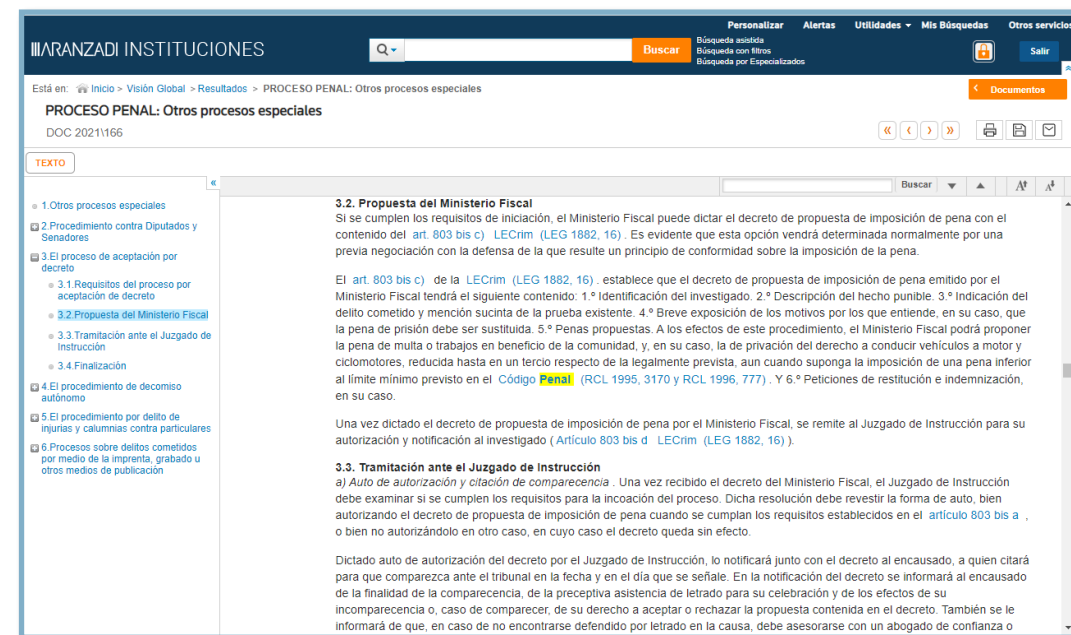 Personalizar Alertas Utilidades Mis Búsquedas Otros servicios
ARANZADI INSTITUCIONES
Buscar
Búsqueda asistida
Búsqueda con filtros
Búsqueda por Especializados
Salir
Está en: Inicio > Visión Global > Resultados > PROCESO PENAL: Otros procesos especiales
Documentos
PROCESO PENAL: Otros procesos especiales
DOC 2021\166
TEXTO
Buscar
1.Otros procesos especiales
2.Procedimiento contra Diputados y
Senadores
3.El proceso de aceptación por
decreto
3.1.Requisitos del proceso por
aceptación de decreto
3.2.Propuesta del Ministerio Fiscal
3.3.Tramitación ante el Juzgado de
Instrucción
3.4.Finalización
4.El procedimiento de decomiso
autónomo
5.El procedimiento por delito de
injurias y calumnias contra particulares
6.Procesos sobre delitos cometidos
por medio de la imprenta, grabado u
otros medios de publicación
3.2. Propuesta del Ministerio Fiscal
Si se cumplen los requisitos de iniciación, el Ministerio Fiscal puede dictar el decreto de propuesta de imposición de pena con el
contenido del art. 803 bis c) LECrim (LEG 1882, 16) . Es evidente que esta opción vendrá determinada normalmente por una
previa negociación con la defensa de la que resulte un principio de conformidad sobre la imposición de la pena.
El art. 803 bis c) de la LECrim (LEG 1882, 16) . establece que el decreto de propuesta de imposición de pena emitido por el
Ministerio Fiscal tendrá el siguiente contenido: 1.º Identificación del investigado. 2.º Descripción del hecho punible. 3.º Indicación del
delito cometido y mención sucinta de la prueba existente. 4.º Breve exposición de los motivos por los que entiende, en su caso, que
la pena de prisión debe ser sustituida. 5.º Penas propuestas. A los efectos de este procedimiento, el Ministerio Fiscal podrá proponer
la pena de multa o trabajos en beneficio de la comunidad, y, en su caso, la de privación del derecho a conducir vehículos a motor y
ciclomotores, reducida hasta en un tercio respecto de la legalmente prevista, aun cuando suponga la imposición de una pena inferior
al límite mínimo previsto en el Código Penal (RCL 1995, 3170 y RCL 1996, 777) . Y 6.º Peticiones de restitución e indemnización,
en su caso.
Una vez dictado el decreto de propuesta de imposición de pena por el Ministerio Fiscal, se remite al Juzgado de Instrucción para su
autorización y notificación al investigado ( Artículo 803 bis d LECrim (LEG 1882, 16) ).
3.3. Tramitación ante el Juzgado de Instrucción
a) Auto de autorización y citación de comparecencia . Una vez recibido el decreto del Ministerio Fiscal, el Juzgado de Instrucción
debe examinar si se cumplen los requisitos para la incoación del proceso. Dicha resolución debe revestir la forma de auto, bien
autorizando el decreto de propuesta de imposición de pena cuando se cumplan los requisitos establecidos en el artículo 803 bis a ,
o bien no autorizándolo en otro caso, en cuyo caso el decreto queda sin efecto.
Dictado auto de autorización del decreto por el Juzgado de Instrucción, lo notificará junto con el decreto al encausado, a quien citará
para que comparezca ante el tribunal en la fecha y en el día que se señale. En la notificación del decreto se informará al encausado
de la finalidad de la comparecencia, de la preceptiva asistencia de letrado para su celebración y de los efectos de su
incomparecencia o, caso de comparecer, de su derecho a aceptar o rechazar la propuesta contenida en el decreto. También se le
informará de que, en caso de no encontrarse defendido por letrado en la causa, debe asesorarse con un abogado de confianza o